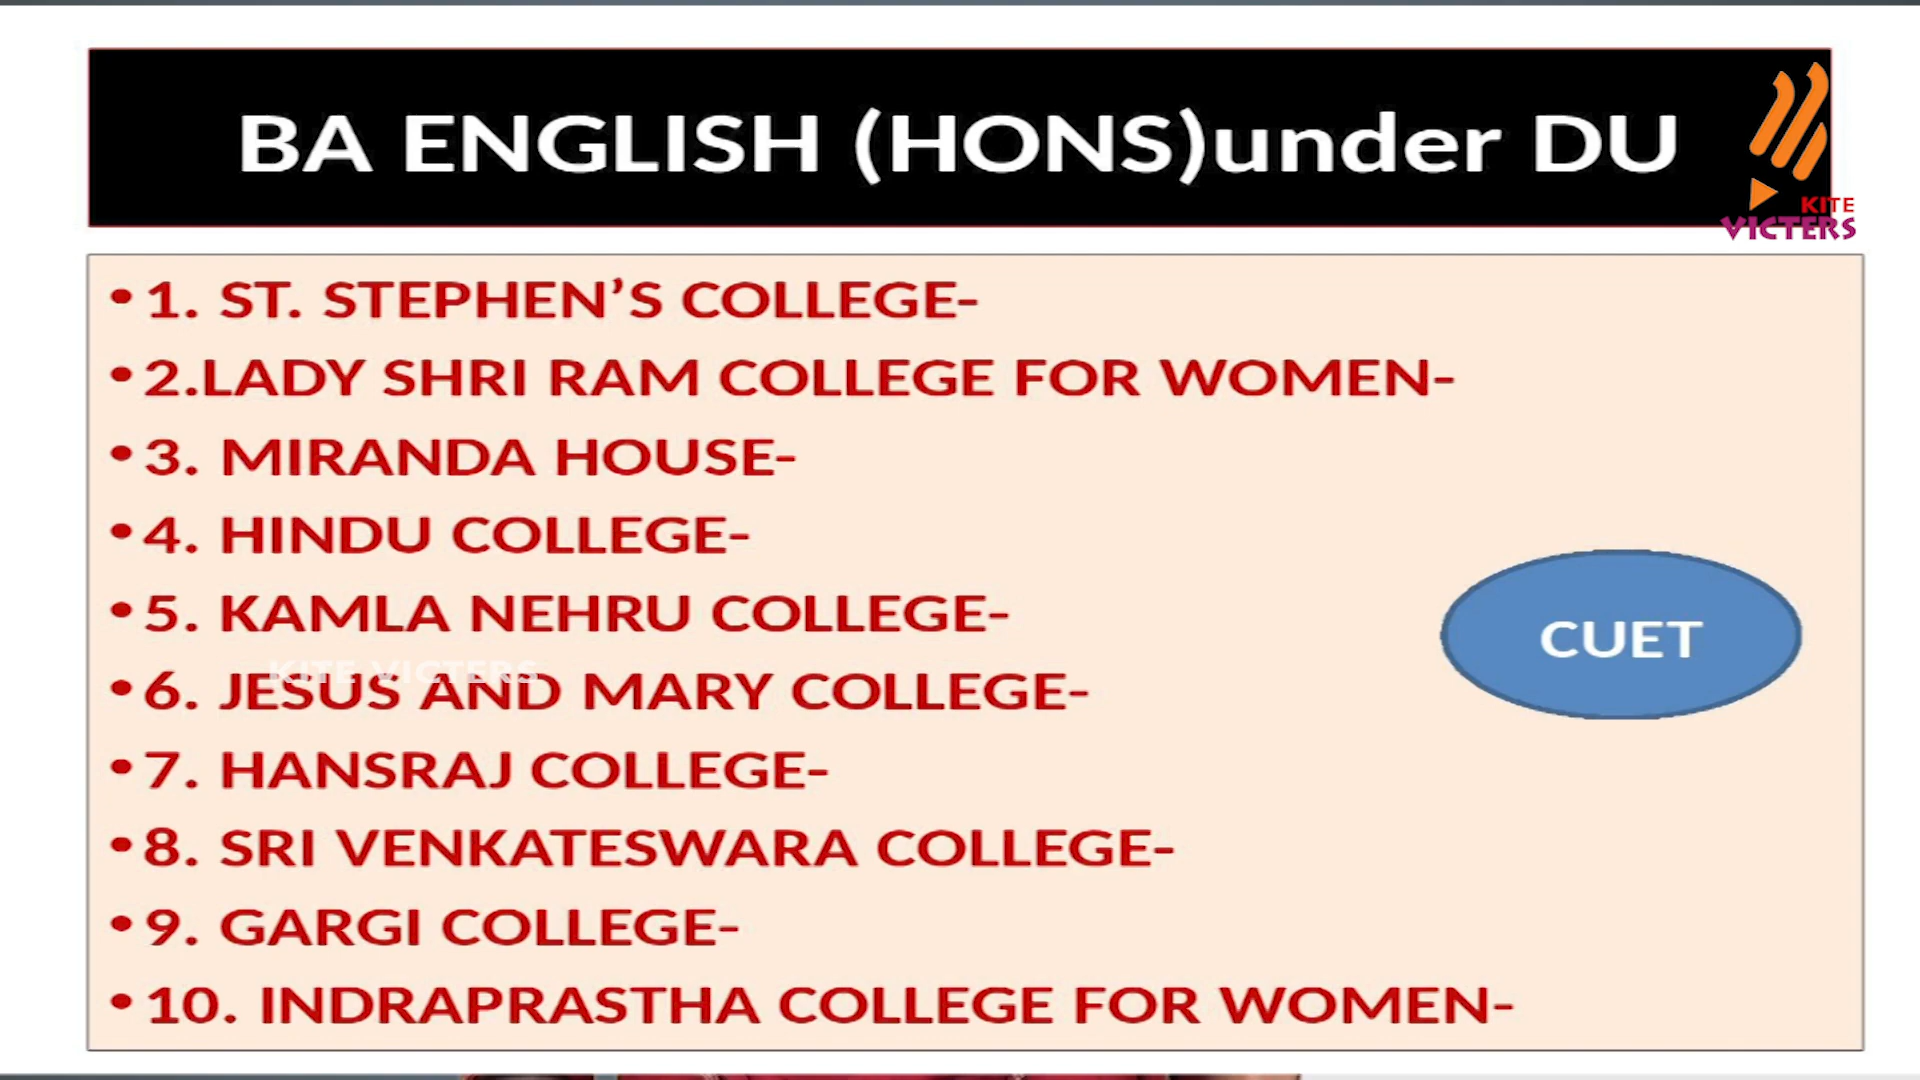 BA ENGLISH (HONS)under DU
KITE
VICTERS
• 1. ST. STEPHEN’S COLLEGE-
• 2.LADY SHRI RAM COLLEGE FOR WOMEN-
• 3. MIRANDA HOUSE-
• 4. HINDU COLLEGE-
• 5. KAMLA NEHRU COLLEGE-
CUET
KITE VICTERS
• 6. JESUS AND MARY COLLEGE-
• 7. HANSRAJ COLLEGE-
• 8. SRI VENKATESWARA COLLEGE-
• 9. GARGI COLLEGE-
• 10. INDRAPRASTHA COLLEGE FOR WOMEN-